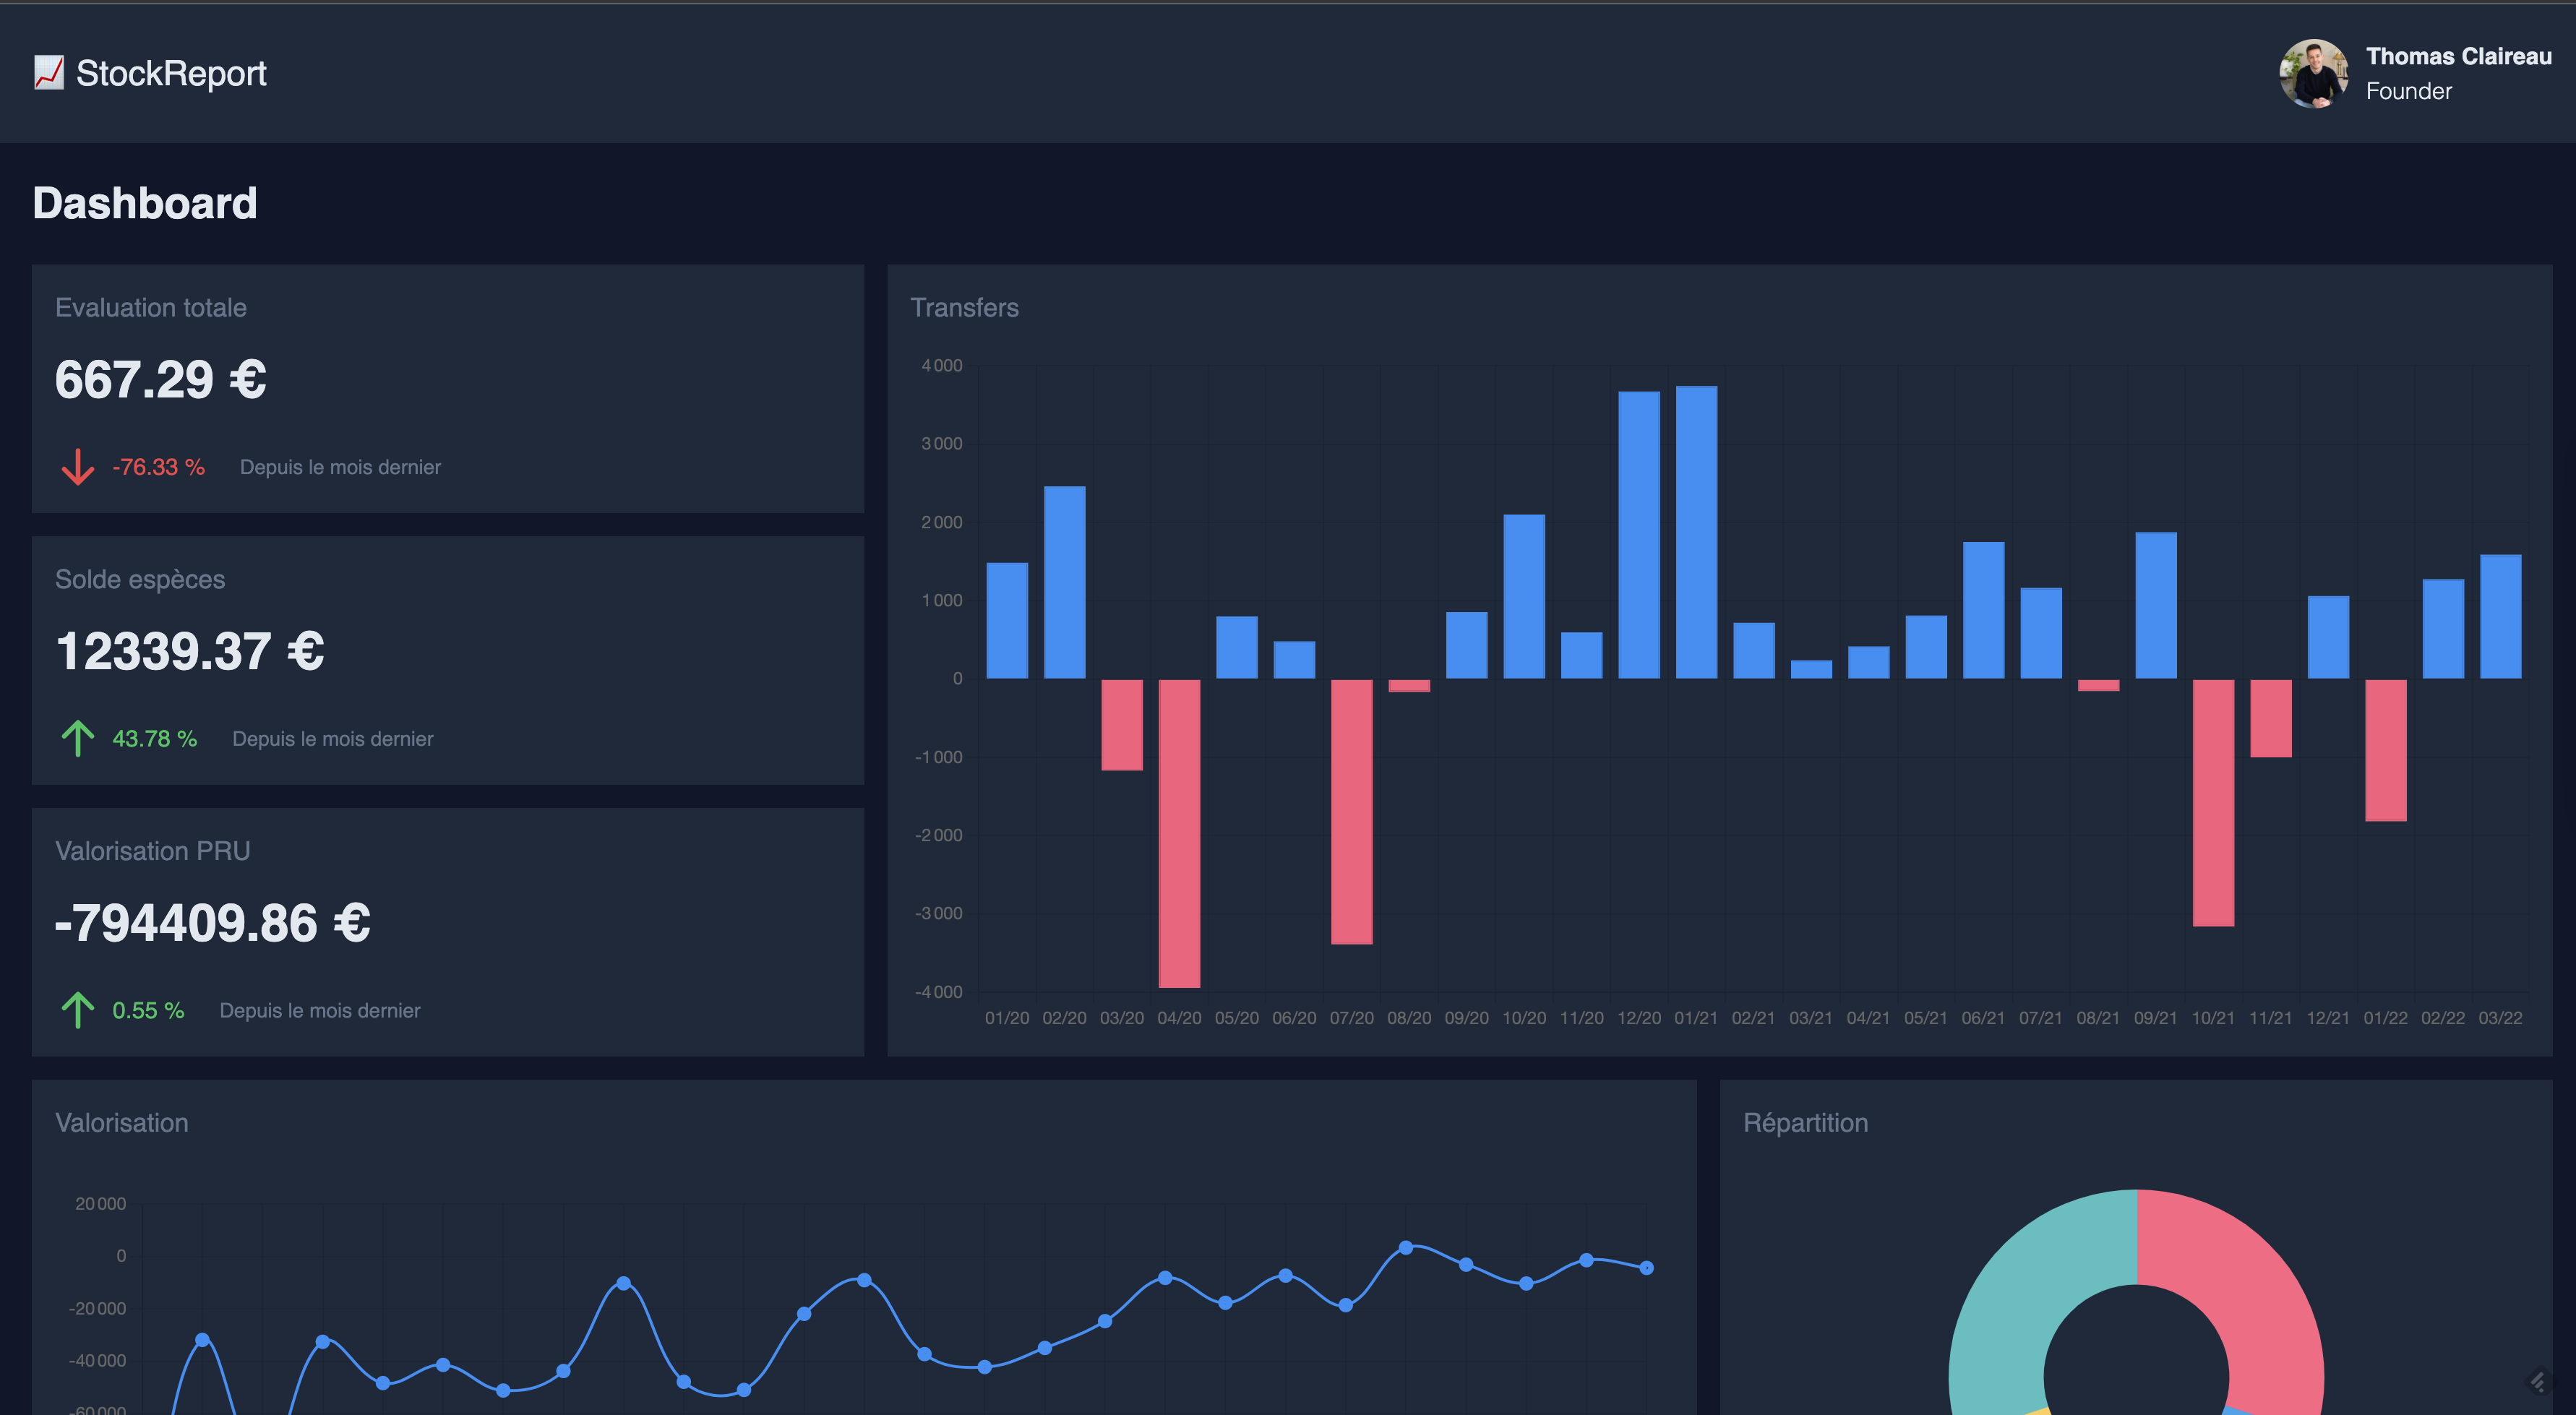 StockReport
Thomas Claireau
Founder
Dashboard
Evaluation totale
667.29 €
-76.33 % Depuis le mois dernier
Solde espèces
12339.37 €
43.78 % Depuis le mois dernier
Valorisation PRU
-794409.86 €
0.55 % Depuis le mois dernier
Transfers
4 000
3 000
2 000
1 000
0
-1 000
-2 000
-3 000
-4 000
01/20 02/20 03/20 04/20 05/20 06/20 07/20 08/20 09/20 10/20 11/20 12/20 01/21 02/21 03/21 04/21 05/21 06/21 07/21 08/21 09/21 10/21 11/21 12/21 01/22 02/22 03/22
Valorisation
20 000
0
-20 000
-40 000
-60 000
Répartition